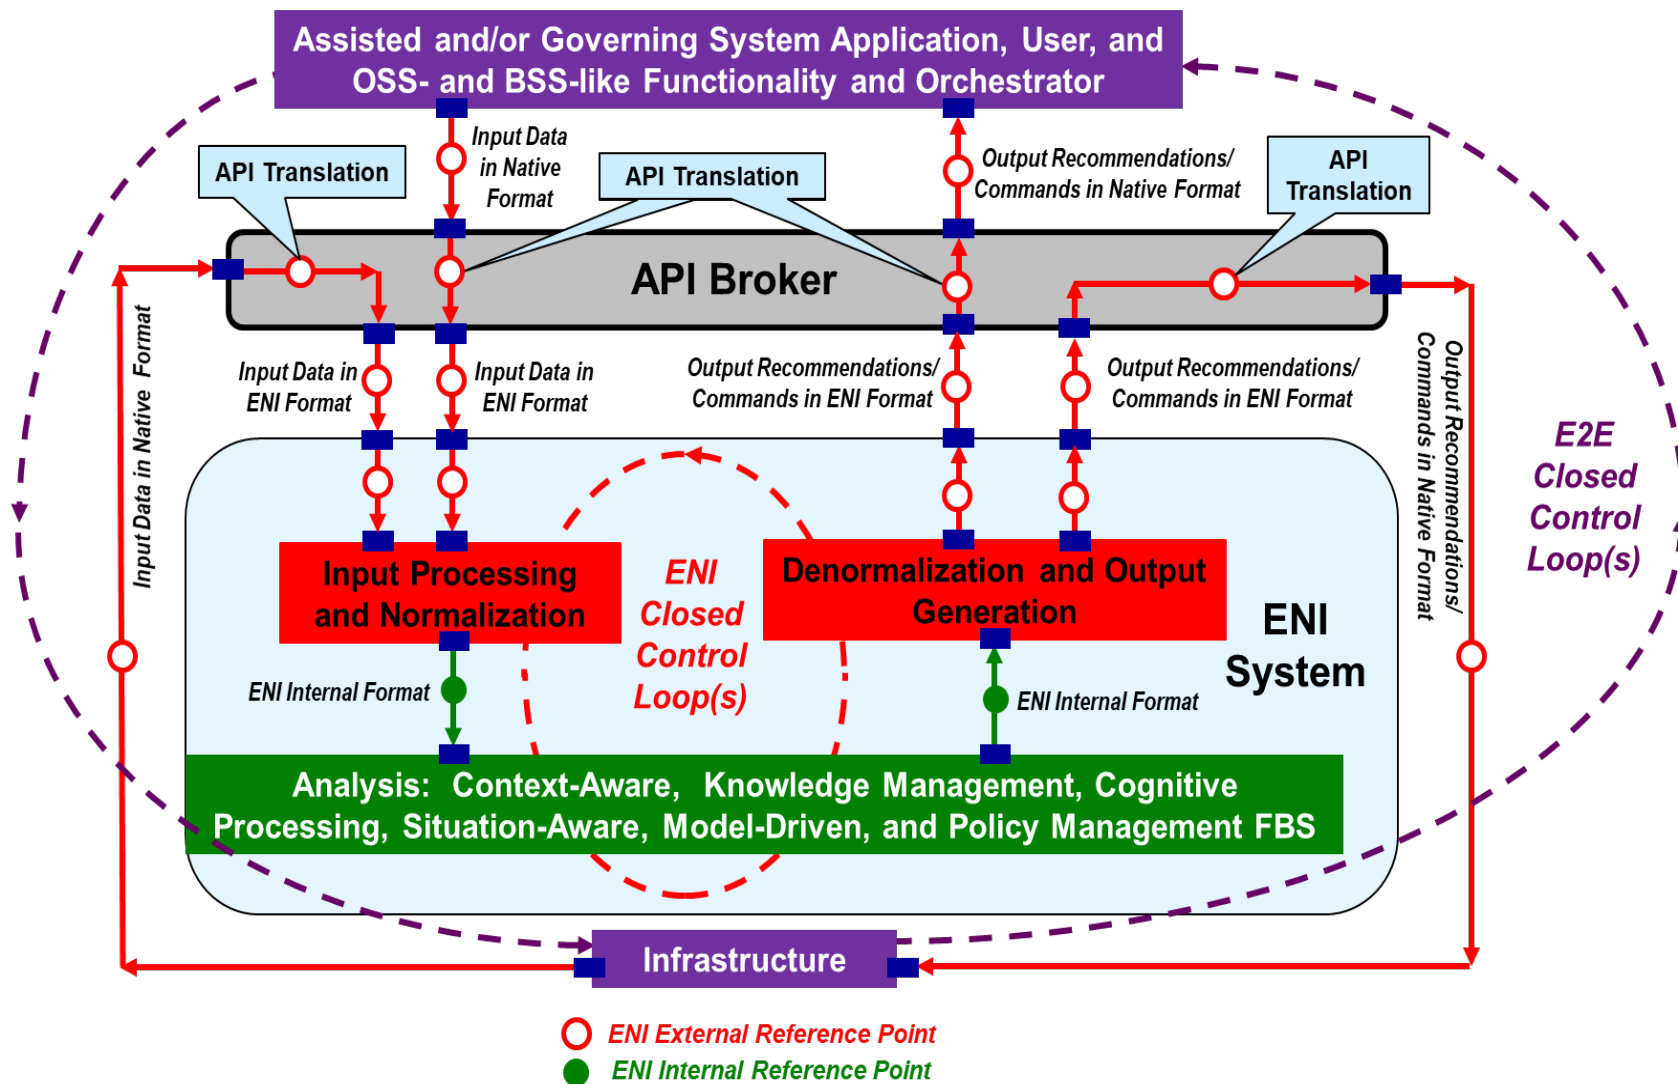 Assisted and/or Governing System Application, User, and
OSS- and BSS-like Functionality and Orchestrator
Input Data
in Native
Format
Output Recommendations/
Commands in Native Format
API Translation
API Translation
API
Translation
API Broker
Input Data in Native Format
Input Data in
ENI Format
Input Data in
ENI Format
Output Recommendations/
Commands in ENI Format
Output Recommendations/
Commands in ENI Format
Output Recommendations/
Commands in Native Format
E2E
Closed
Control
Loop(s)
Input Processing
and Normalization
ENI
Closed
Control
Loop(s)
Denormalization and Output
Generation
ENI
System
ENI Internal Format
ENI Internal Format
Analysis: Context-Aware, Knowledge Management, Cognitive
Processing, Situation-Aware, Model-Driven, and Policy Management FBS
Infrastructure
ENI External Reference Point
ENI Internal Reference Point